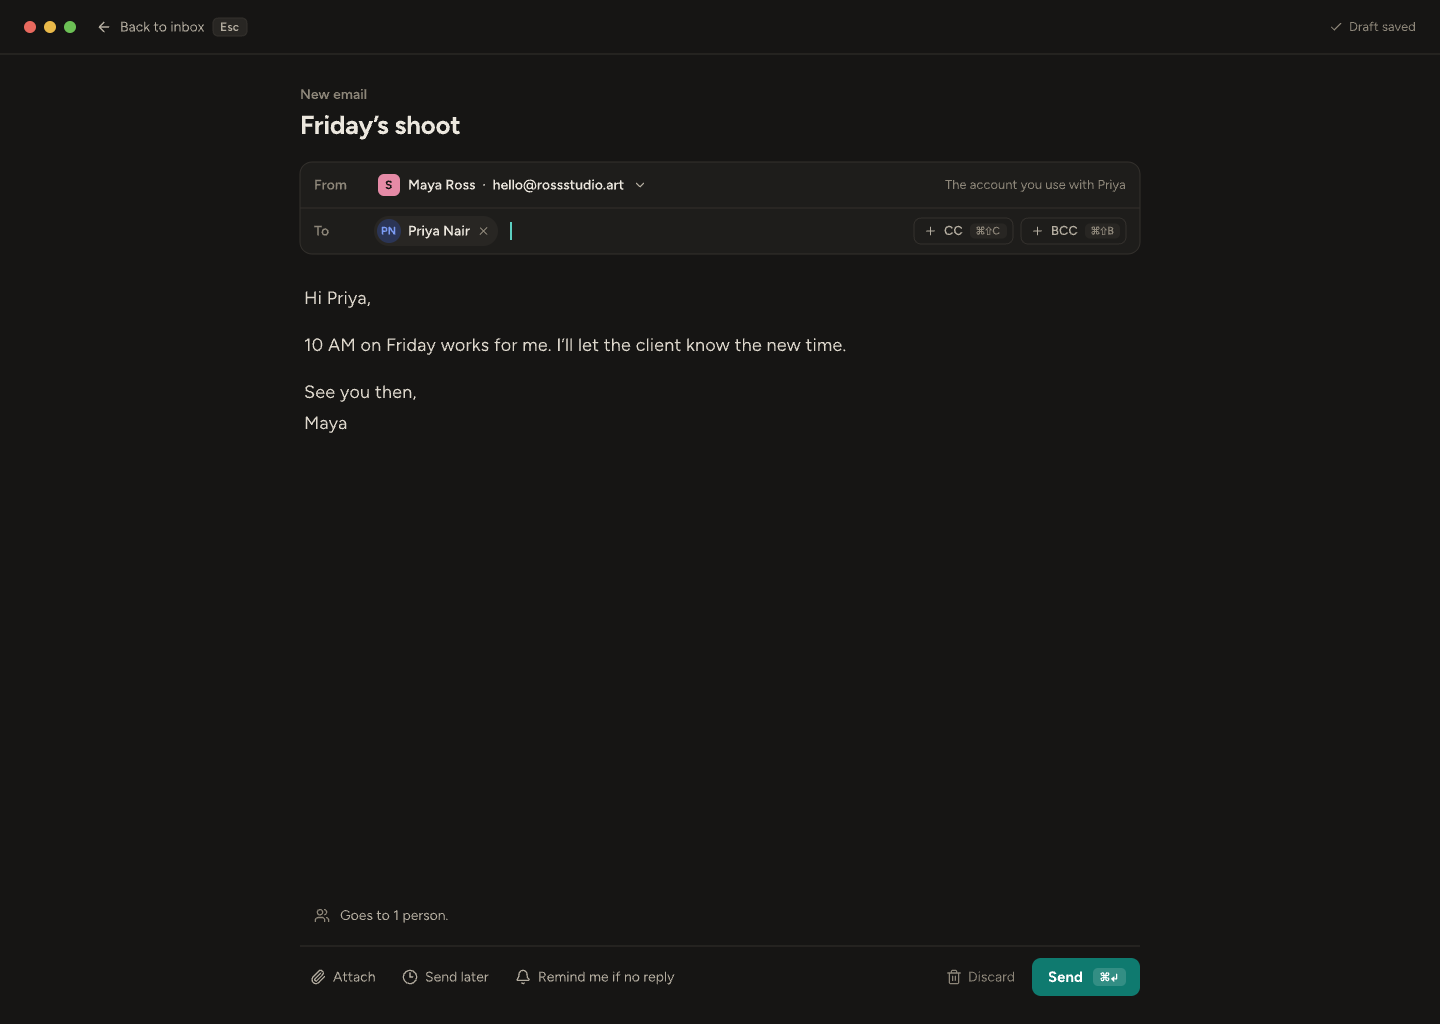 Back to inbox Esc
Draft saved
New email
Friday’s shoot
From S Maya Ross · hello@rossstudio.art The account you use with Priya
To PN Priya Nair CC ⌘⇧C BCC ⌘⇧B
Hi Priya,
10 AM on Friday works for me. I’ll let the client know the new time.
See you then,
Maya
Goes to 1 person.
Attach Send later Remind me if no reply Discard Send ⌘↵